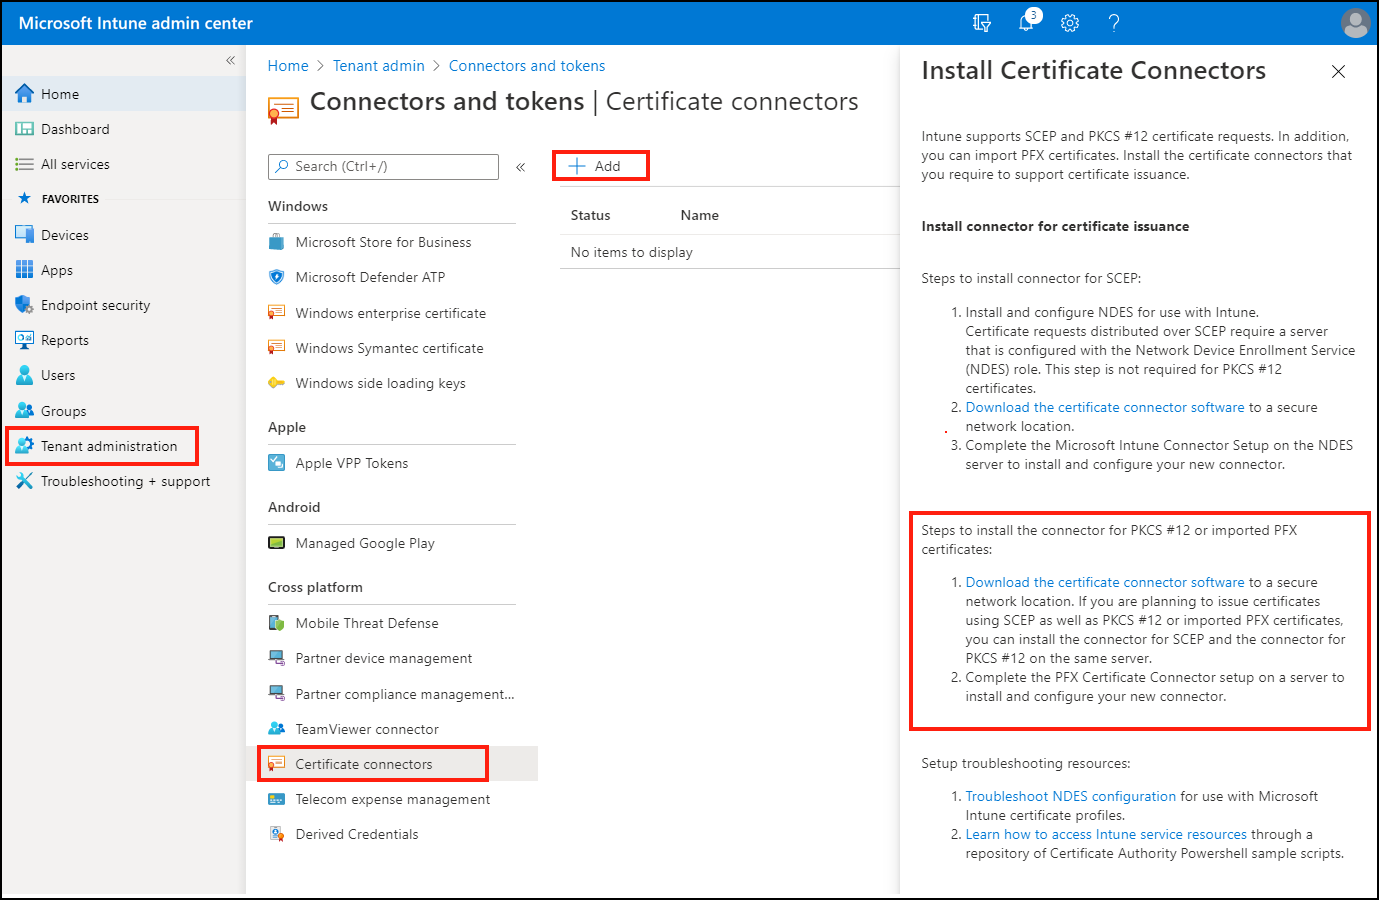 Microsoft Intune admin center
3
?
«
Home
Dashboard
All services
FAVORITES
Devices
Apps
Endpoint security
Reports
Users
Groups
Tenant administration
Troubleshooting + support
Home > Tenant admin > Connectors and tokens
Connectors and tokens | Certificate connectors
Search (Ctrl+/)
«
Windows
Microsoft Store for Business
Microsoft Defender ATP
Windows enterprise certificate
Windows Symantec certificate
Windows side loading keys
Apple
Apple VPP Tokens
Android
Managed Google Play
Cross platform
Mobile Threat Defense
Partner device management
Partner compliance management...
TeamViewer connector
Certificate connectors
Telecom expense management
Derived Credentials
+ Add
Status Name
No items to display
Install Certificate Connectors
Intune supports SCEP and PKCS #12 certificate requests. In addition,
you can import PFX certificates. Install the certificate connectors that
you require to support certificate issuance.
Install connector for certificate issuance
Steps to install connector for SCEP:
1. Install and configure NDES for use with Intune.
Certificate requests distributed over SCEP require a server
that is configured with the Network Device Enrollment Service
(NDES) role. This step is not required for PKCS #12
certificates.
2. Download the certificate connector software to a secure
network location.
3. Complete the Microsoft Intune Connector Setup on the NDES
server to install and configure your new connector.
Steps to install the connector for PKCS #12 or imported PFX
certificates:
1. Download the certificate connector software to a secure
network location. If you are planning to issue certificates
using SCEP as well as PKCS #12 or imported PFX certificates,
you can install the connector for SCEP and the connector for
PKCS #12 on the same server.
2. Complete the PFX Certificate Connector setup on a server to
install and configure your new connector.
Setup troubleshooting resources:
1. Troubleshoot NDES configuration for use with Microsoft
Intune certificate profiles.
2. Learn how to access Intune service resources through a
repository of Certificate Authority Powershell sample scripts.